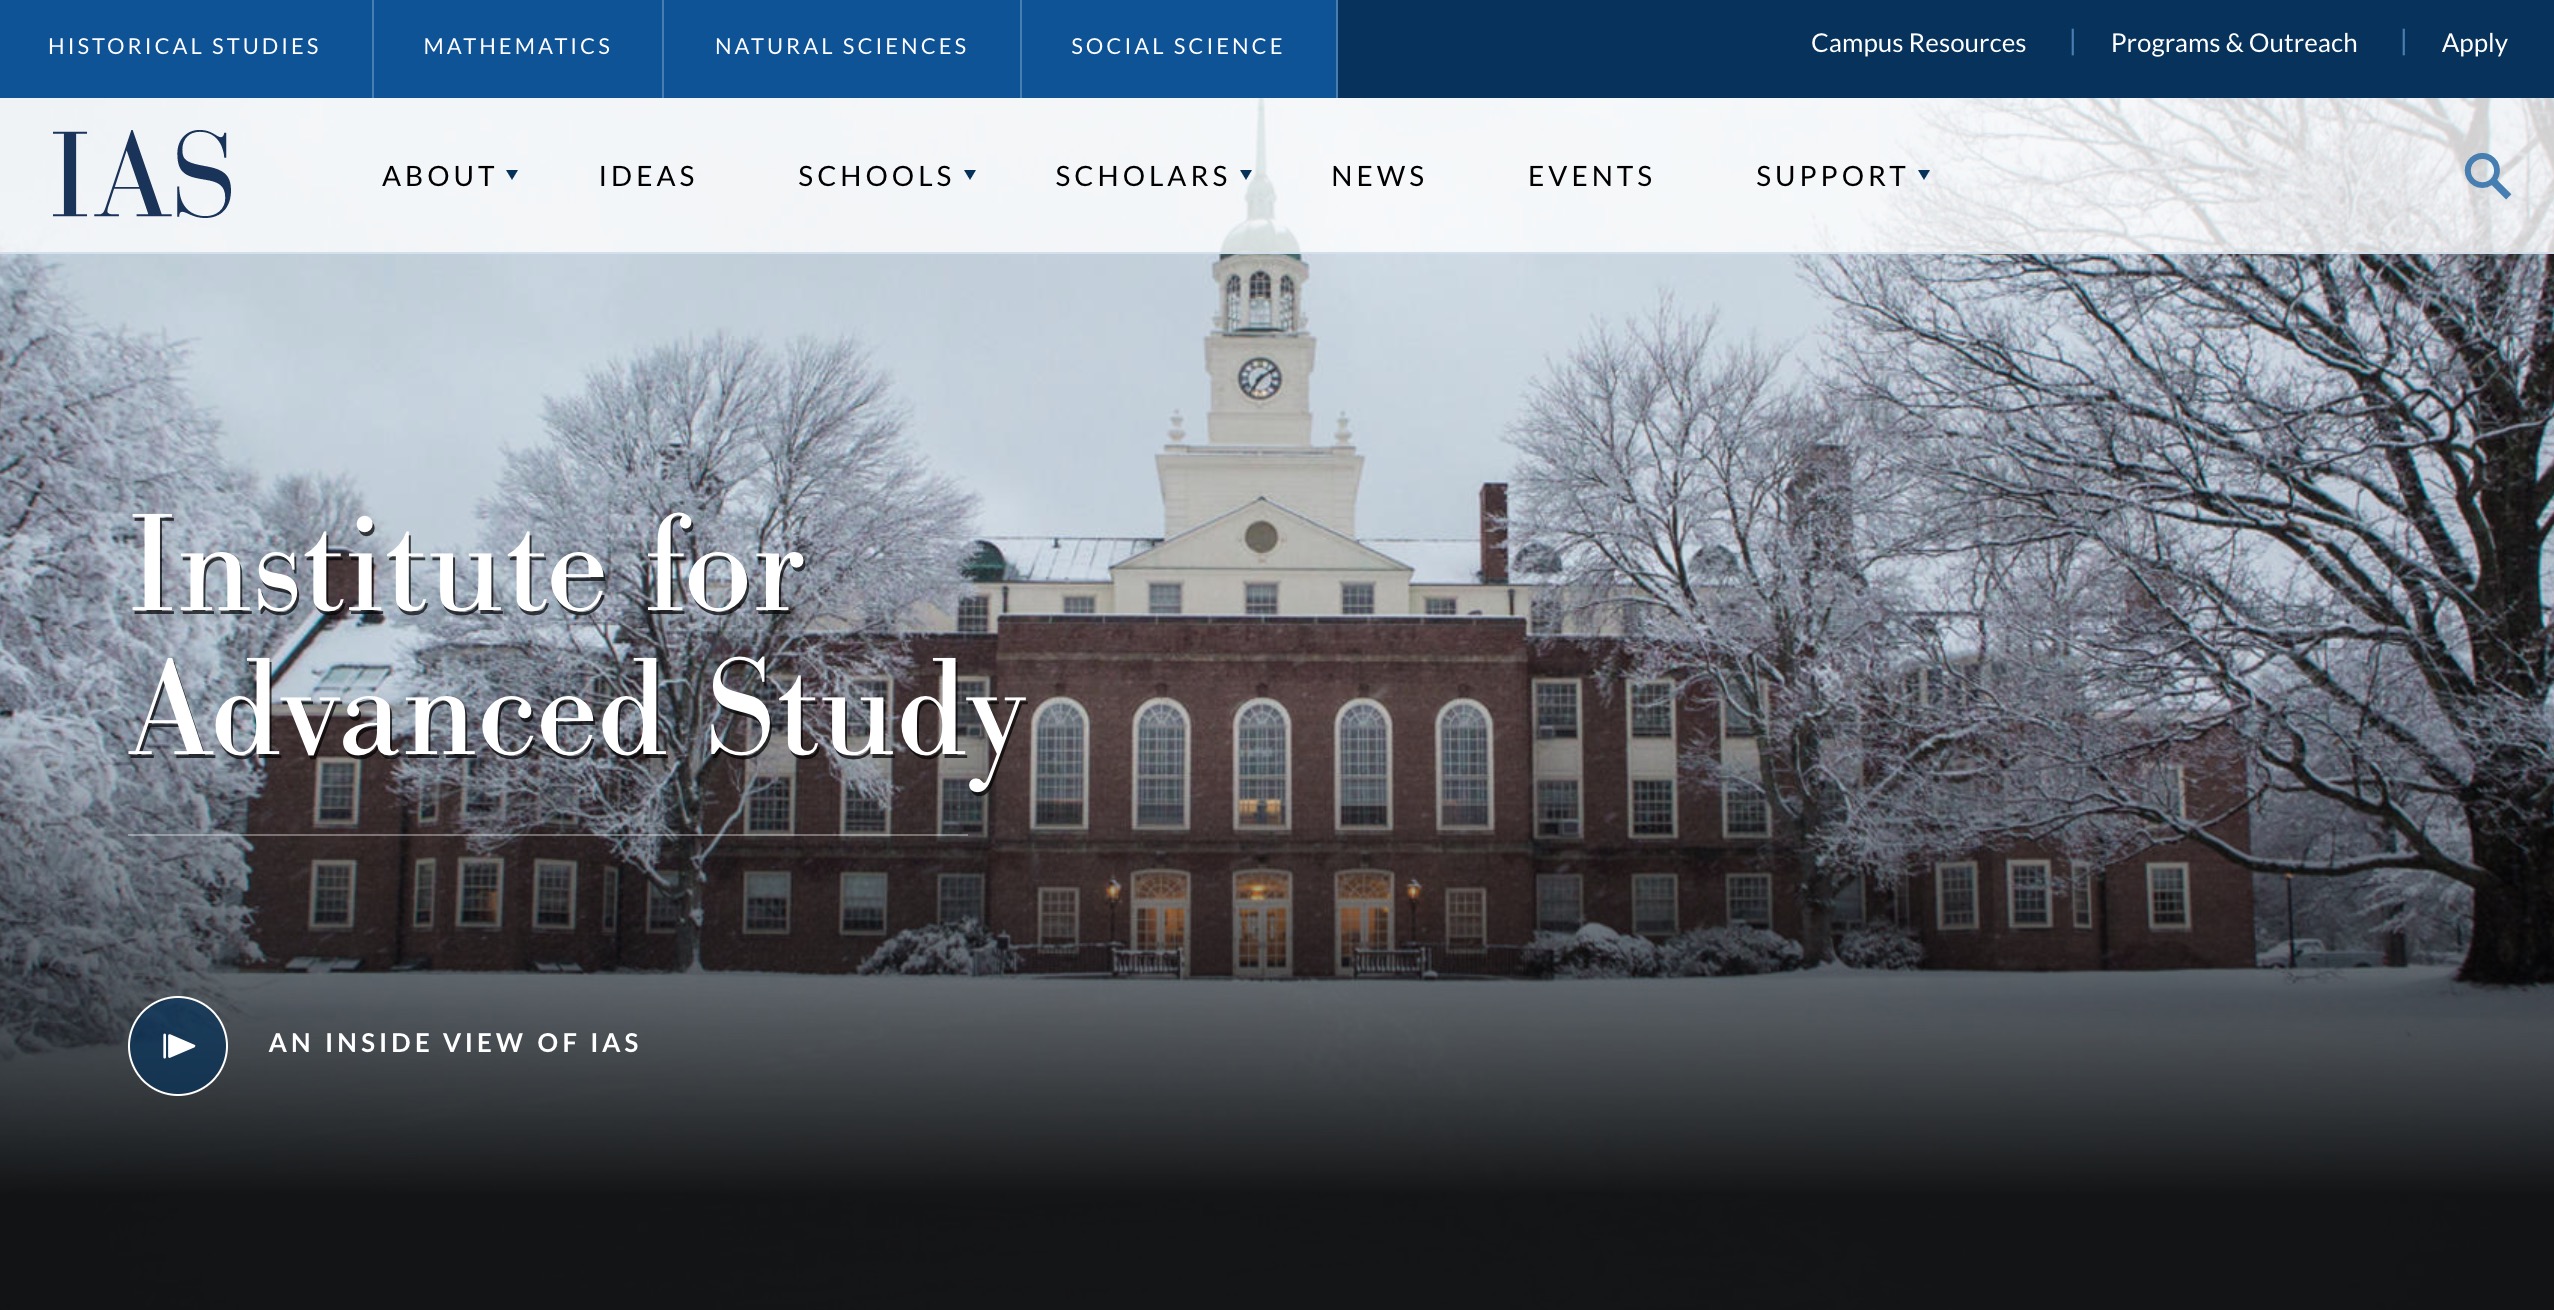 HISTORICAL STUDIES MATHEMATICS NATURAL SCIENCES SOCIAL SCIENCE Campus Resources Programs & Outreach Apply
IAS ABOUT IDEAS SCHOOLS SCHOLARS NEWS EVENTS SUPPORT
Institute for
Advanced Study
AN INSIDE VIEW OF IAS